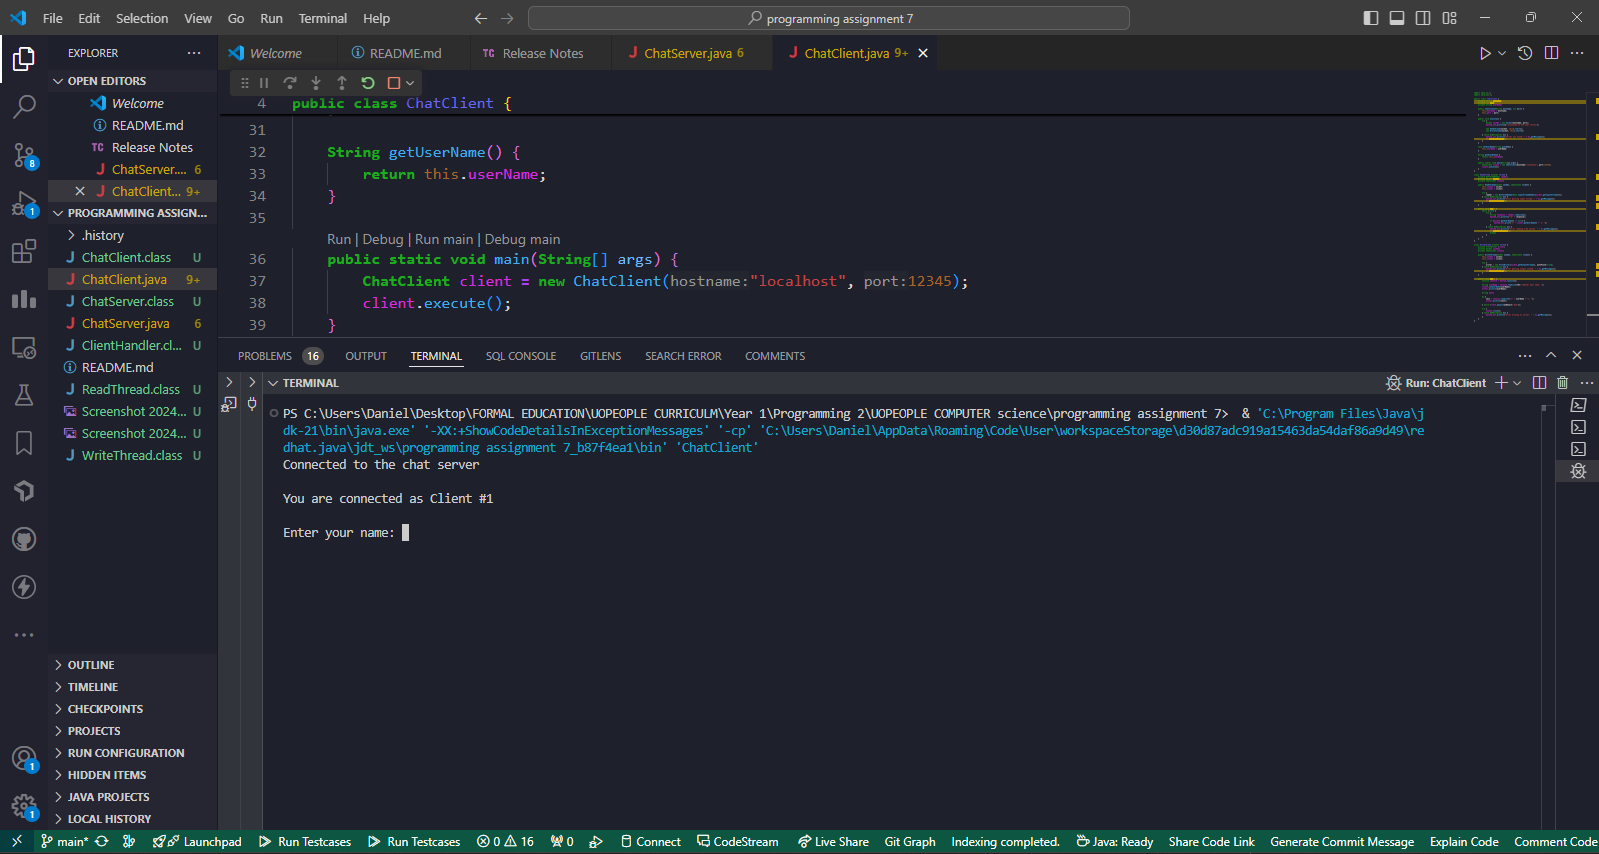 File Edit Selection View Go Run Terminal Help
programming assignment 7
EXPLORER
Welcome
README.md
TC Release Notes
J ChatServer.java 6
J ChatClient.java 9+
OPEN EDITORS
Welcome
README.md
TC Release Notes
J ChatServer.... 6
J ChatClient... 9+
PROGRAMMING ASSIGN...
.history
J ChatClient.class U
J ChatClient.java 9+
J ChatServer.class U
J ChatServer.java 6
J ClientHandler.cl... U
README.md
J ReadThread.class U
Screenshot 2024... U
Screenshot 2024... U
J WriteThread.class U
OUTLINE
TIMELINE
CHECKPOINTS
PROJECTS
RUN CONFIGURATION
HIDDEN ITEMS
JAVA PROJECTS
LOCAL HISTORY
8
1
1
1
4 public class ChatClient {
31
32 String getUserName() {
33 return this.userName;
34 }
35
Run | Debug | Run main | Debug main
36 public static void main(String[] args) {
37 ChatClient client = new ChatClient(hostname:"localhost", port:12345);
38 client.execute();
39 }
PROBLEMS 16 OUTPUT TERMINAL SQL CONSOLE GITLENS SEARCH ERROR COMMENTS
TERMINAL
Run: ChatClient
PS C:\Users\Daniel\Desktop\FORMAL EDUCATION\UOPEOPLE CURRICULM\Year 1\Programming 2\UOPEOPLE COMPUTER science\programming assignment 7> & 'C:\Program Files\Java\j
dk-21\bin\java.exe' '-XX:+ShowCodeDetailsInExceptionMessages' '-cp' 'C:\Users\Daniel\AppData\Roaming\Code\User\workspaceStorage\d30d87adc919a15463da54daf86a9d49\re
dhat.java\jdt_ws\programming assignment 7_b87f4ea1\bin' 'ChatClient'
Connected to the chat server
You are connected as Client #1
Enter your name:
main* Launchpad Run Testcases Run Testcases 0 16 0 Connect CodeStream Live Share Git Graph Indexing completed. Java: Ready Share Code Link Generate Commit Message Explain Code Comment Code